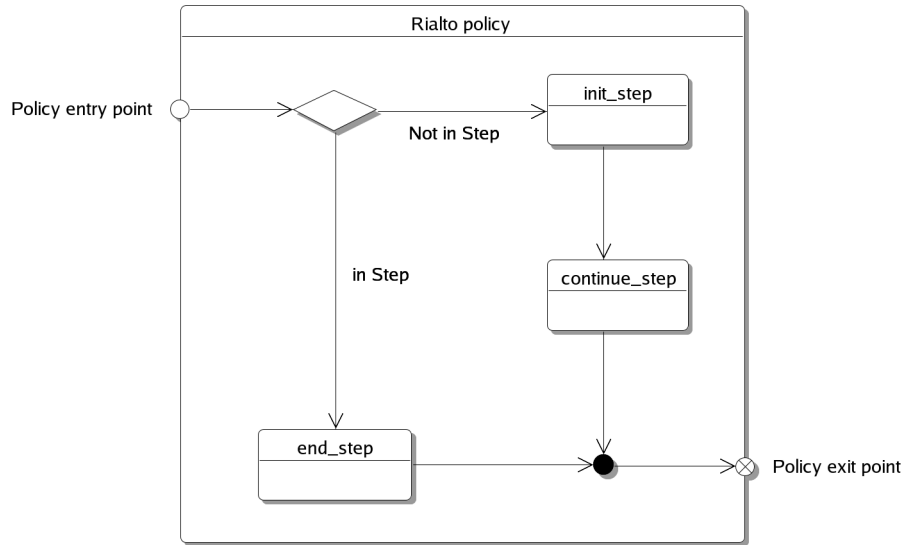 Rialto policy
Policy entry point
init_step
Not in Step
in Step
continue_step
end_step
Policy exit point